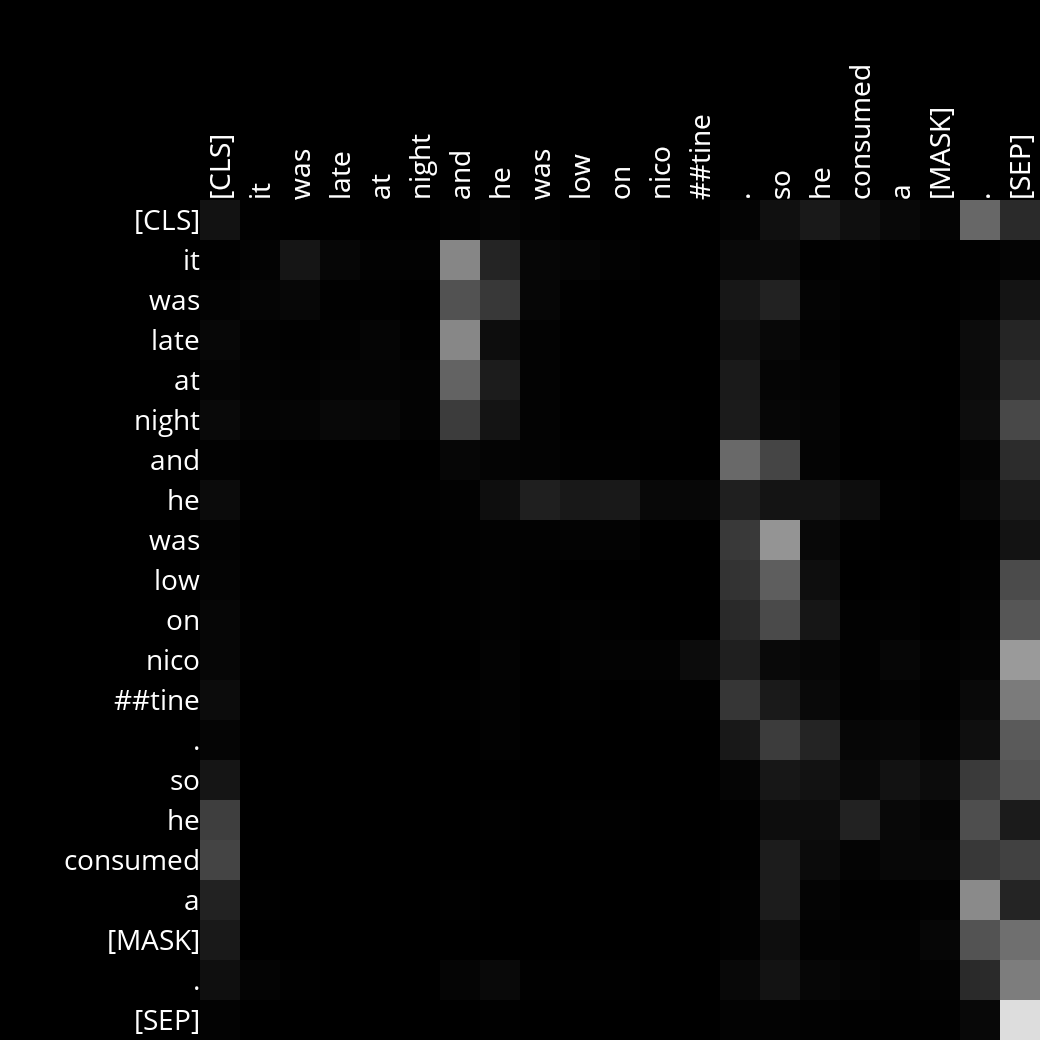 [CLS] it was late at night and he was low on nico ##tine . so he consumed a [MASK] . [SEP]
[CLS]
it
was
late
at
night
and
he
was
low
on
nico
##tine
.
so
he
consumed
a
[MASK]
.
[SEP]